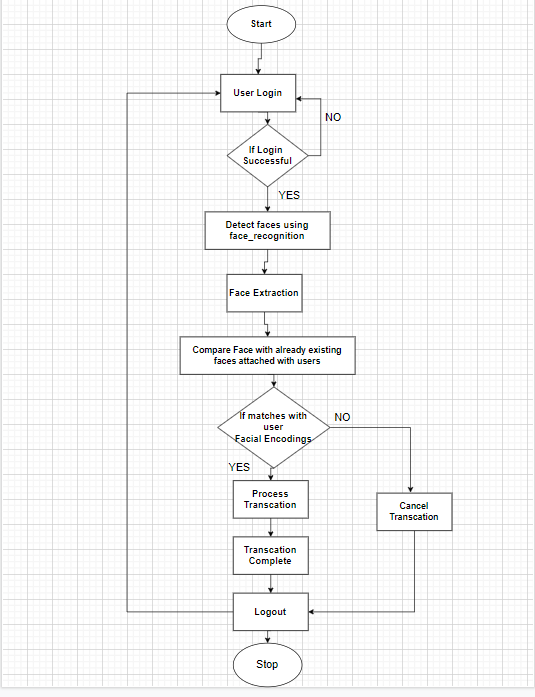 Start
User Login
NO
If Login
Successful
YES
Detect faces using
face_recognition
Face Extraction
Compare Face with already existing
faces attached with users
If matches with
user
Facial Encodings
NO
YES
Process
Transcation
Cancel
Transcation
Transcation
Complete
Logout
Stop